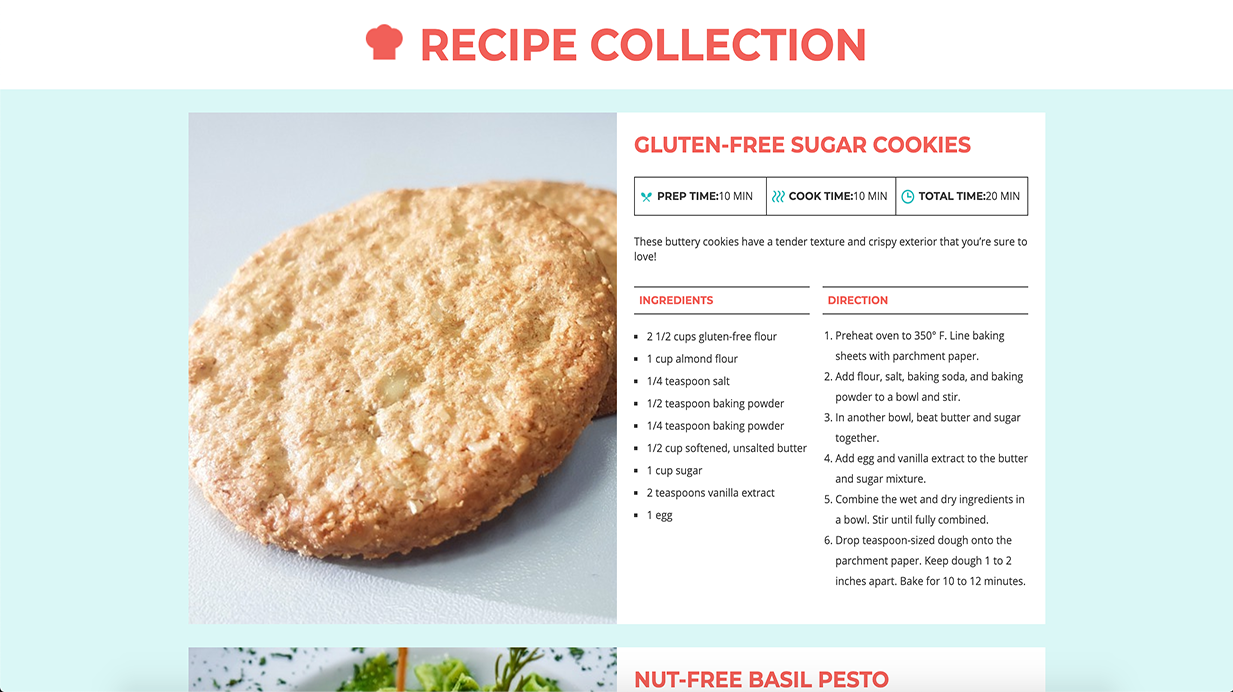 RECIPE COLLECTION
GLUTEN-FREE SUGAR COOKIES
PREP TIME:10 MIN COOK TIME:10 MIN TOTAL TIME:20 MIN
These buttery cookies have a tender texture and crispy exterior that you're sure to
love!
INGREDIENTS
2 1/2 cups gluten-free flour
1 cup almond flour
1/4 teaspoon salt
1/2 teaspoon baking powder
1/4 teaspoon baking powder
1/2 cup softened, unsalted butter
1 cup sugar
2 teaspoons vanilla extract
1 egg
DIRECTION
1. Preheat oven to 350° F. Line baking
sheets with parchment paper.
2. Add flour, salt, baking soda, and baking
powder to a bowl and stir.
3. In another bowl, beat butter and sugar
together.
4. Add egg and vanilla extract to the butter
and sugar mixture.
5. Combine the wet and dry ingredients in
a bowl. Stir until fully combined.
6. Drop teaspoon-sized dough onto the
parchment paper. Keep dough 1 to 2
inches apart. Bake for 10 to 12 minutes.
NUT-FREE BASIL PESTO